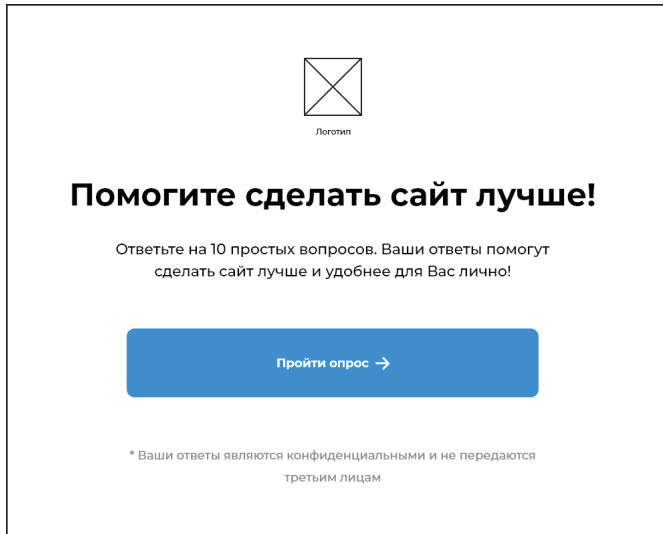 Логотип
Помогите сделать сайт лучше!
Ответьте на 10 простых вопросов. Ваши ответы помогут
сделать сайт лучше и удобнее для Вас лично!
Пройти опрос →
* Ваши ответы являются конфиденциальными и не передаются
третьим лицам